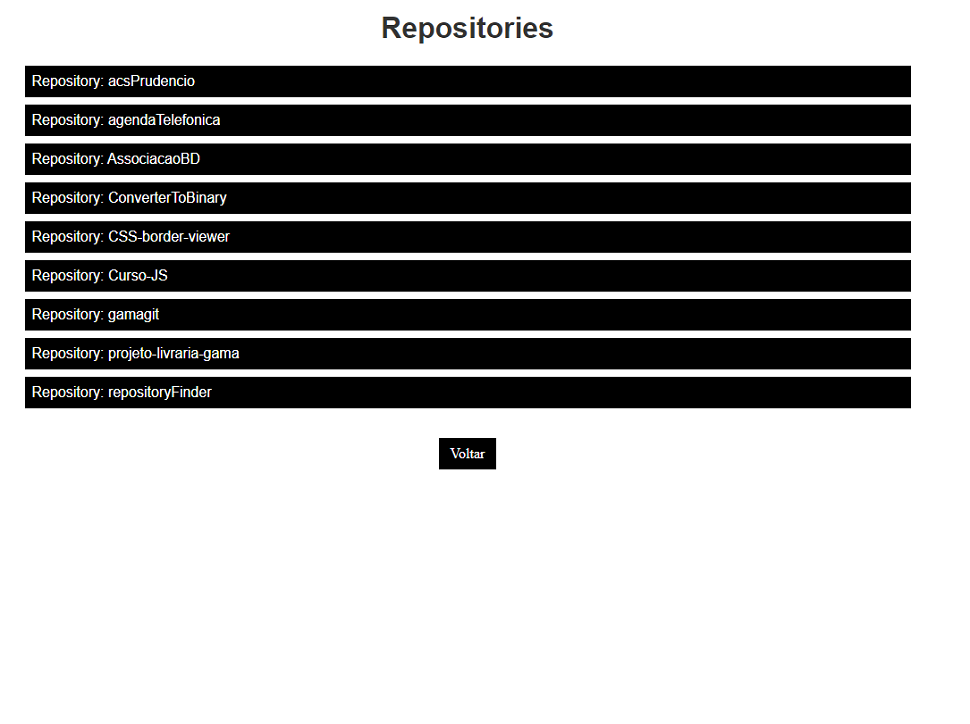 Repositories
Repository: acsPrudencio
Repository: agendaTelefonica
Repository: AssociacaoBD
Repository: ConverterToBinary
Repository: CSS-border-viewer
Repository: Curso-JS
Repository: gamagit
Repository: projeto-livraria-gama
Repository: repositoryFinder
Voltar